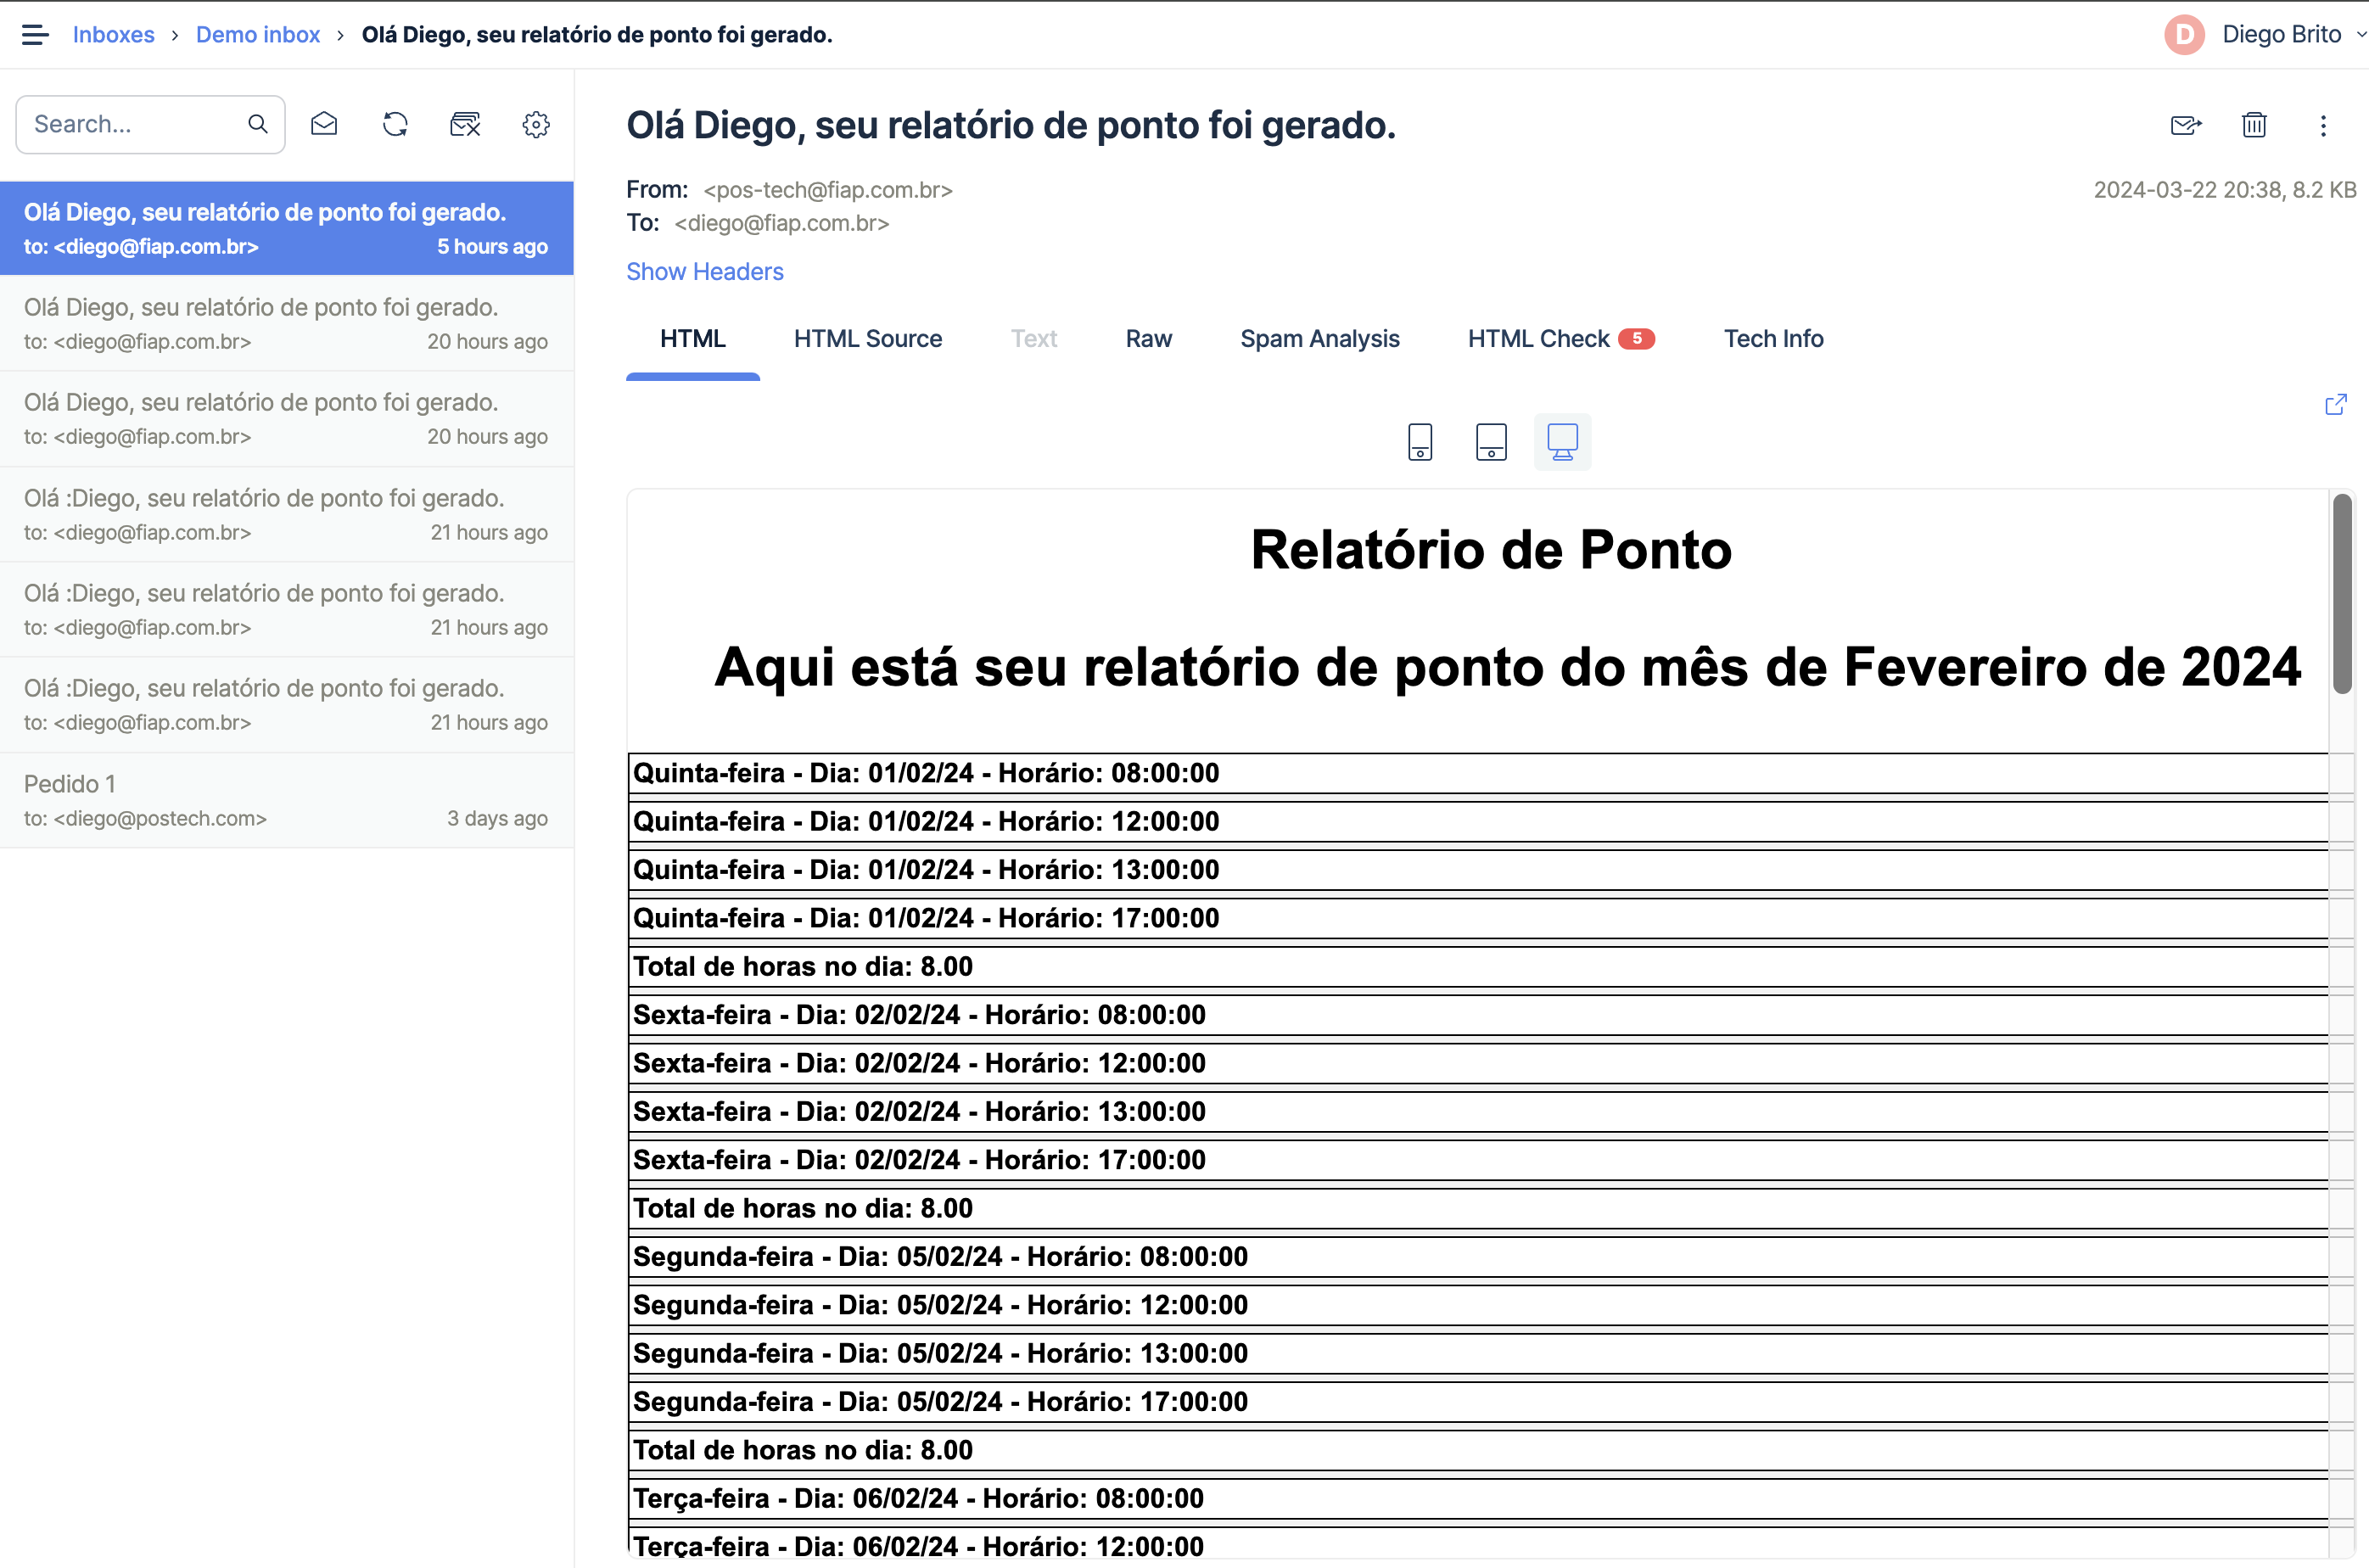 Inboxes › Demo inbox › Olá Diego, seu relatório de ponto foi gerado.
D Diego Brito
Search...
Olá Diego, seu relatório de ponto foi gerado.
to: <diego@fiap.com.br> 5 hours ago
Olá Diego, seu relatório de ponto foi gerado.
to: <diego@fiap.com.br> 20 hours ago
Olá Diego, seu relatório de ponto foi gerado.
to: <diego@fiap.com.br> 20 hours ago
Olá :Diego, seu relatório de ponto foi gerado.
to: <diego@fiap.com.br> 21 hours ago
Olá :Diego, seu relatório de ponto foi gerado.
to: <diego@fiap.com.br> 21 hours ago
Olá :Diego, seu relatório de ponto foi gerado.
to: <diego@fiap.com.br> 21 hours ago
Pedido 1
to: <diego@postech.com> 3 days ago
Olá Diego, seu relatório de ponto foi gerado.
From: <pos-tech@fiap.com.br> 2024-03-22 20:38, 8.2 KB
To: <diego@fiap.com.br>
Show Headers
HTML HTML Source Text Raw Spam Analysis HTML Check 5 Tech Info
Relatório de Ponto
Aqui está seu relatório de ponto do mês de Fevereiro de 2024
Quinta-feira - Dia: 01/02/24 - Horário: 08:00:00
Quinta-feira - Dia: 01/02/24 - Horário: 12:00:00
Quinta-feira - Dia: 01/02/24 - Horário: 13:00:00
Quinta-feira - Dia: 01/02/24 - Horário: 17:00:00
Total de horas no dia: 8.00
Sexta-feira - Dia: 02/02/24 - Horário: 08:00:00
Sexta-feira - Dia: 02/02/24 - Horário: 12:00:00
Sexta-feira - Dia: 02/02/24 - Horário: 13:00:00
Sexta-feira - Dia: 02/02/24 - Horário: 17:00:00
Total de horas no dia: 8.00
Segunda-feira - Dia: 05/02/24 - Horário: 08:00:00
Segunda-feira - Dia: 05/02/24 - Horário: 12:00:00
Segunda-feira - Dia: 05/02/24 - Horário: 13:00:00
Segunda-feira - Dia: 05/02/24 - Horário: 17:00:00
Total de horas no dia: 8.00
Terça-feira - Dia: 06/02/24 - Horário: 08:00:00
Terça-feira - Dia: 06/02/24 - Horário: 12:00:00